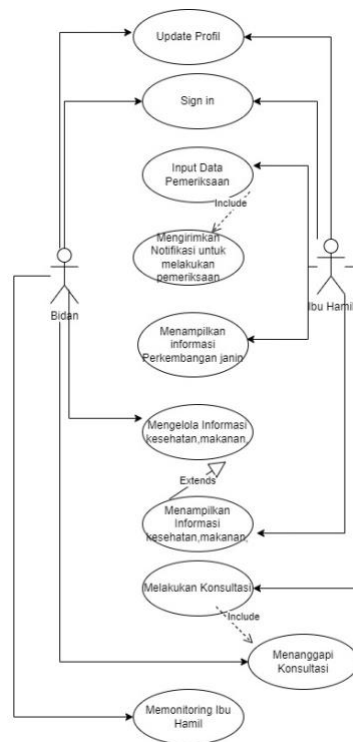 Update Profil
Sign in
Input Data
Pemeriksaan
Include
Mengirimkan
Notifikasi untuk
melakukan
pemeriksaan
Bidan
Ibu Hamil
Menampilkan
informasi
Perkembangan janin
Mengelola Informasi
kesehatan,makanan,
Extends
Menampilkan
Informasi
kesehatan,makanan,
Melakukan Konsultasi
Include
Menanggapi
Konsultasi
Memonitoring Ibu
Hamil